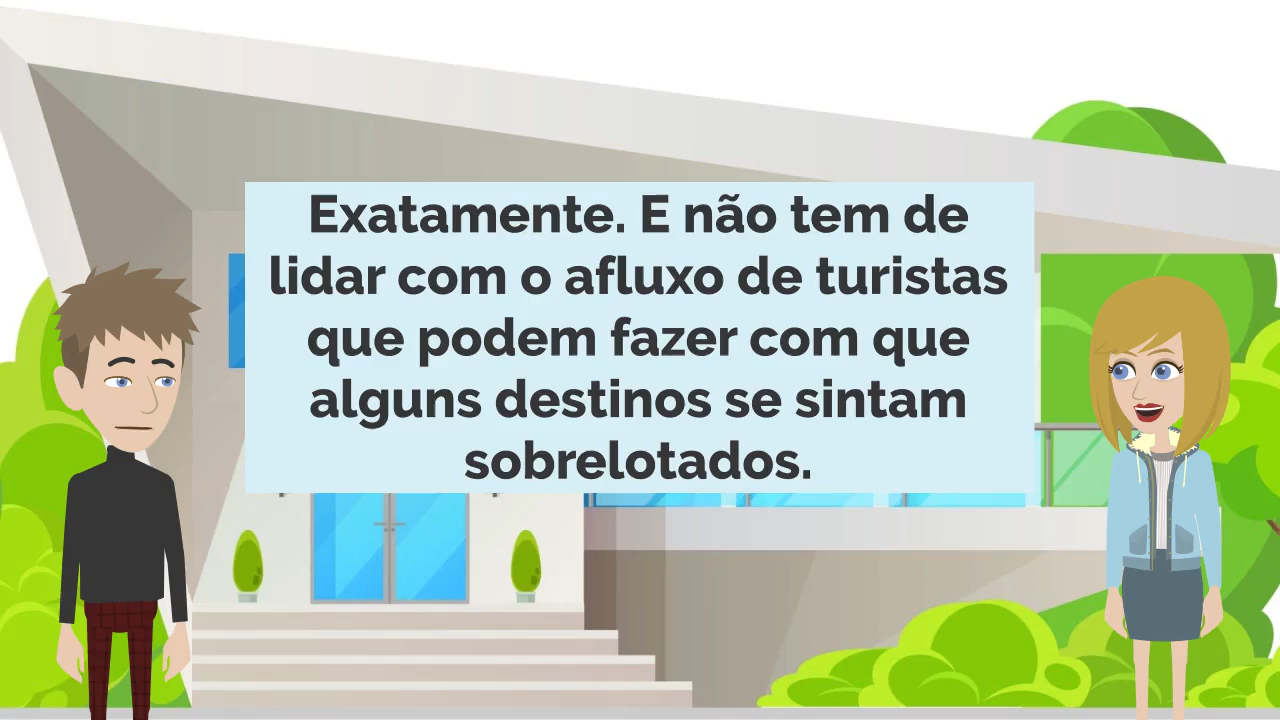 Exatamente. E não tem de
lidar com o afluxo de turistas
que podem fazer com que
alguns destinos se sintam
sobrelotados.